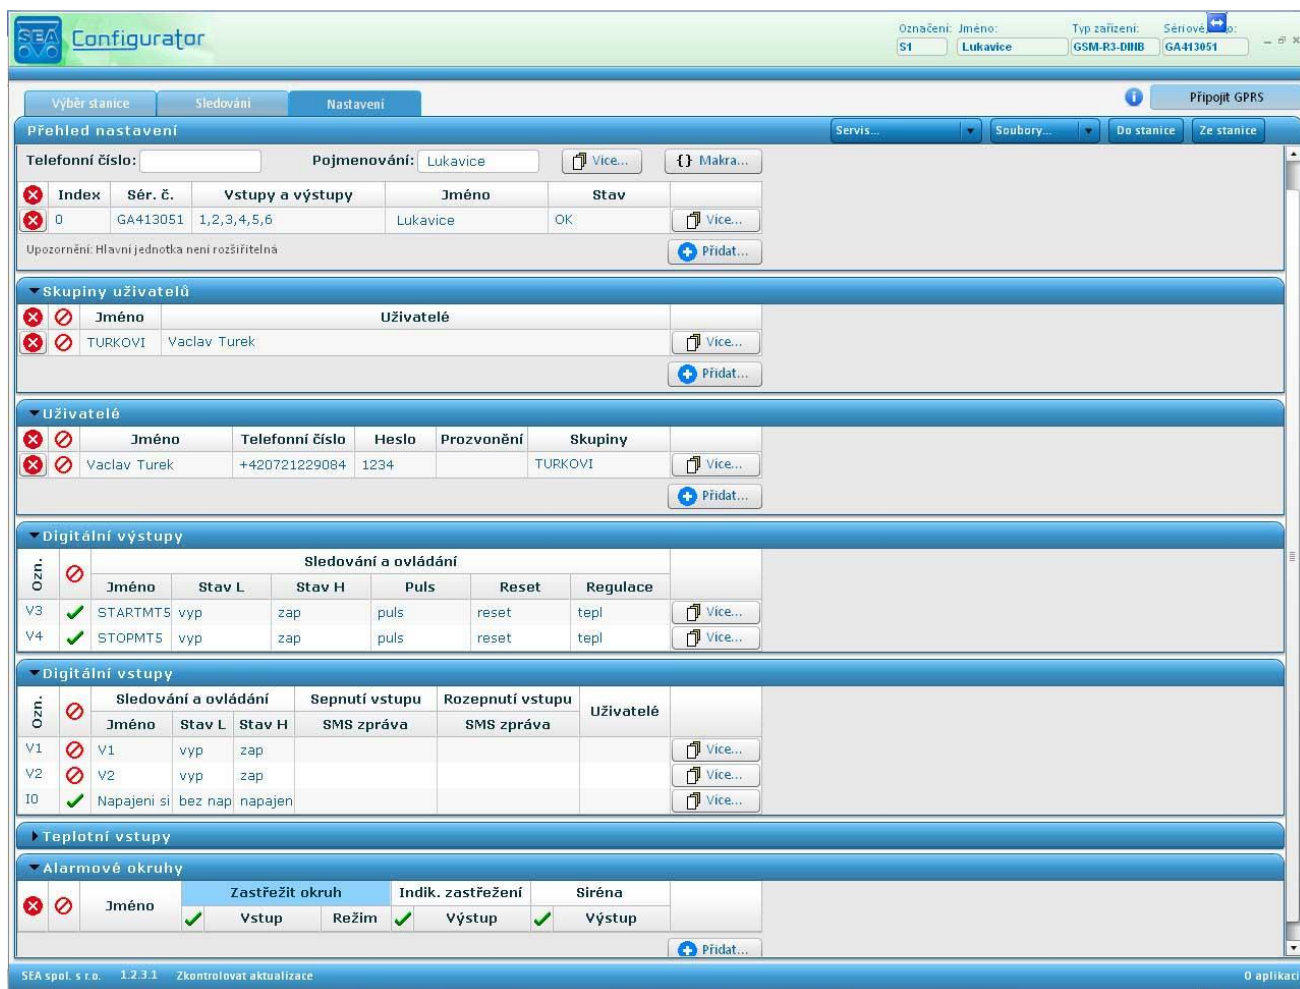 SEA Configurator
Označení: Jméno: Typ zařízení: Sériové
S1 Lukavice GSM-R3-DINB GA413051
Výběr stanice Sledování Nastavení Připojit GPRS
Přehled nastavení Servis... Soubory... Do stanice Ze stanice
Telefonní číslo: Pojmenování: Lukavice Více... {} Makra...
Index Sér. č. Vstupy a výstupy Jméno Stav
0 GA413051 1,2,3,4,5,6 Lukavice OK Více...
Upozornění: Hlavní jednotka není rozšiřitelná Přidat...
Skupiny uživatelů
Jméno Uživatelé
TURKOVI Vaclav Turek Více...
Přidat...
Uživatelé
Jméno Telefonní číslo Heslo Prozvonění Skupiny
Vaclav Turek +420721229084 1234 TURKOVI Více...
Přidat...
Digitální výstupy
Ozn. Sledování a ovládání
Jméno Stav L Stav H Puls Reset Regulace
V3 STARTMT5 vyp zap puls reset tepl Více...
V4 STOPMT5 vyp zap puls reset tepl Více...
Digitální vstupy
Ozn. Sledování a ovládání Sepnutí vstupu Rozepnutí vstupu Uživatelé
Jméno Stav L Stav H SMS zpráva SMS zpráva
V1 V1 vyp zap Více...
V2 V2 vyp zap Více...
I0 Napajeni si bez nap napajen Více...
Teplotní vstupy
Alarmové okruhy
Jméno Zastřežit okruh Indik. zastřežení Siréna
Vstup Režim Výstup Výstup
Přidat...
SEA spol. s r.o. 1.2.3.1 Zkontrolovat aktualizace 0 aplikací